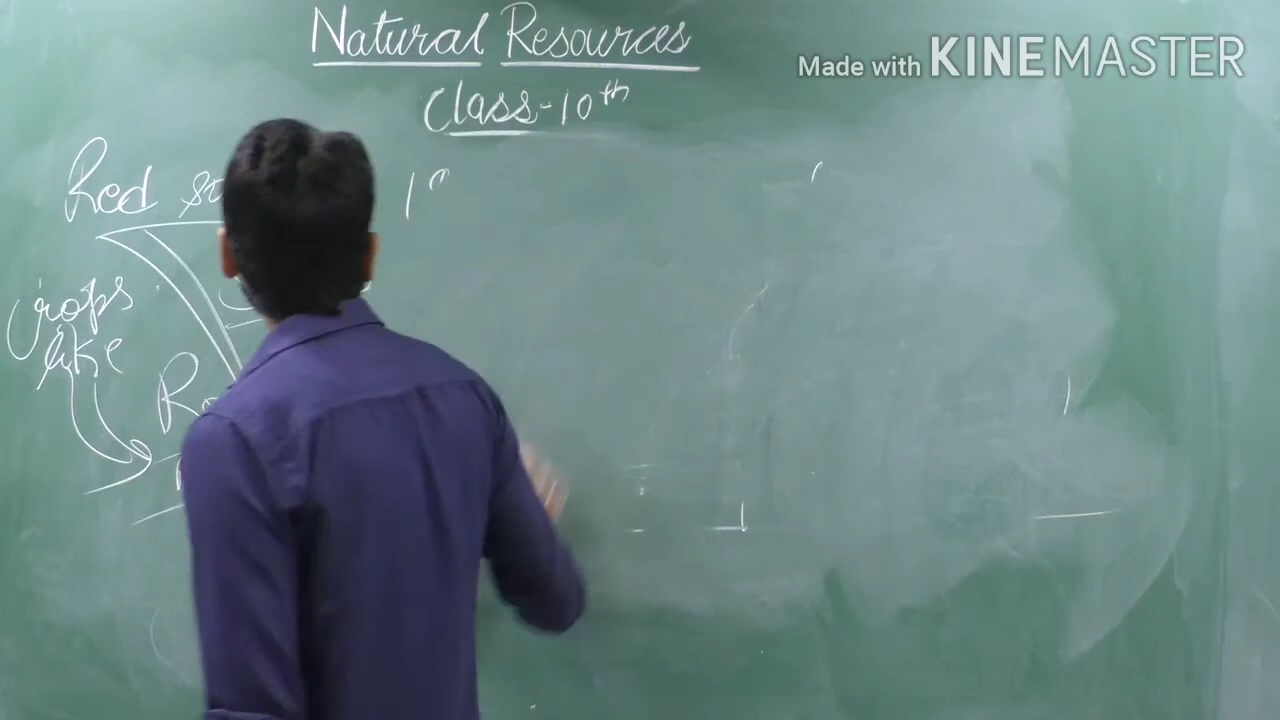 Natural Resources
Made with KINEMASTER
Class-10th
Red
Crops
like